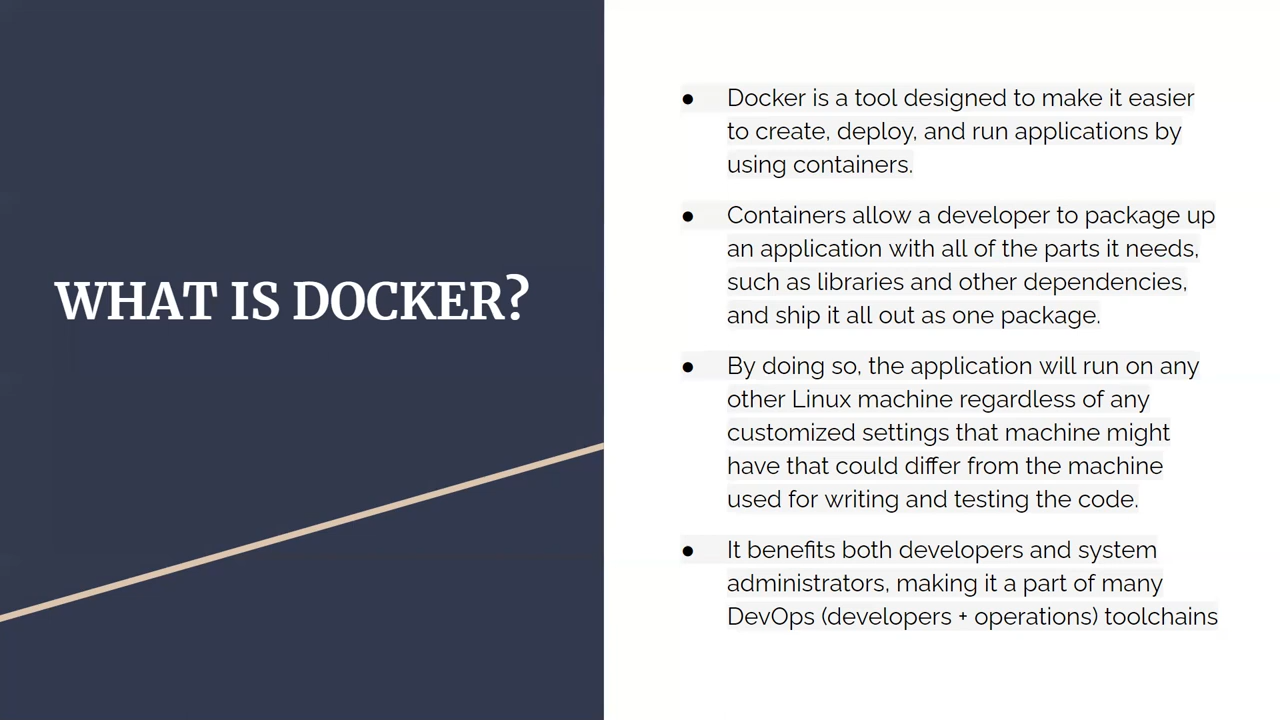 WHAT IS DOCKER?
● Docker is a tool designed to make it easier
to create, deploy, and run applications by
using containers.
● Containers allow a developer to package up
an application with all of the parts it needs,
such as libraries and other dependencies,
and ship it all out as one package.
● By doing so, the application will run on any
other Linux machine regardless of any
customized settings that machine might
have that could differ from the machine
used for writing and testing the code.
● It benefits both developers and system
administrators, making it a part of many
DevOps (developers + operations) toolchains